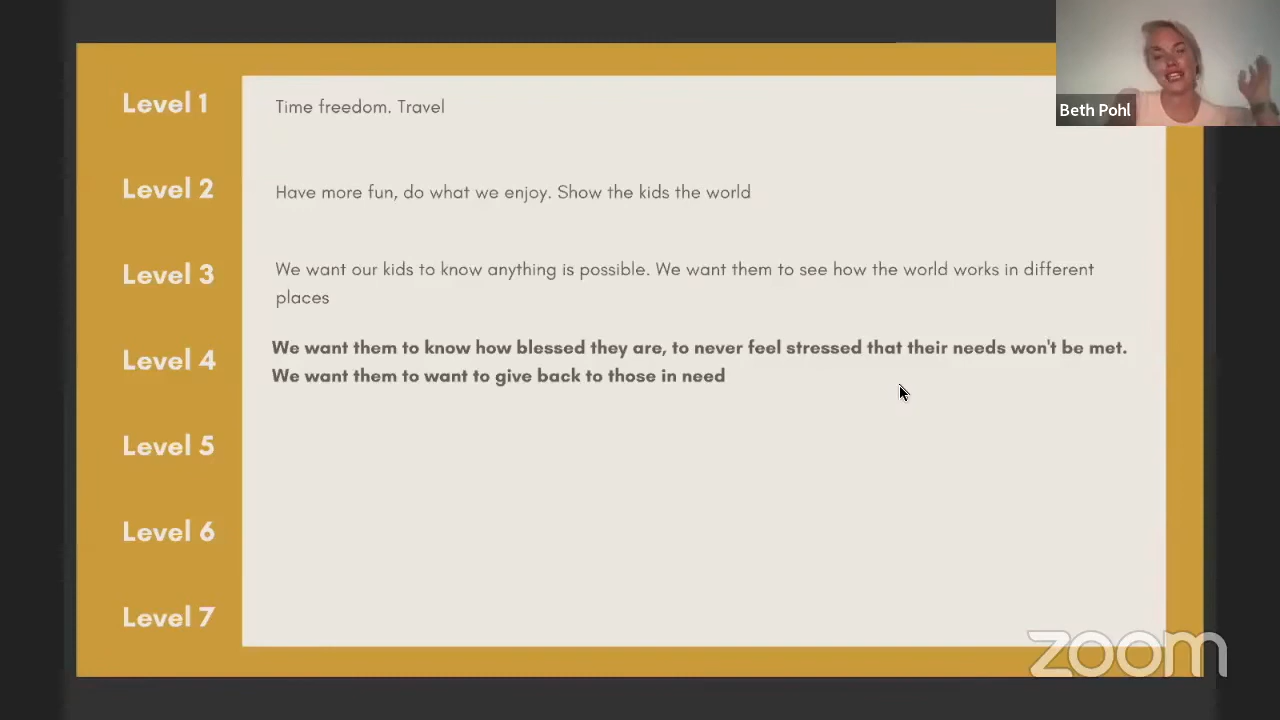 Level 1
Time freedom. Travel
Beth Pohl
Level 2
Have more fun, do what we enjoy. Show the kids the world
Level 3
We want our kids to know anything is possible. We want them to see how the world works in different
places
Level 4
We want them to know how blessed they are, to never feel stressed that their needs won't be met.
We want them to want to give back to those in need
Level 5
Level 6
Level 7
zoom